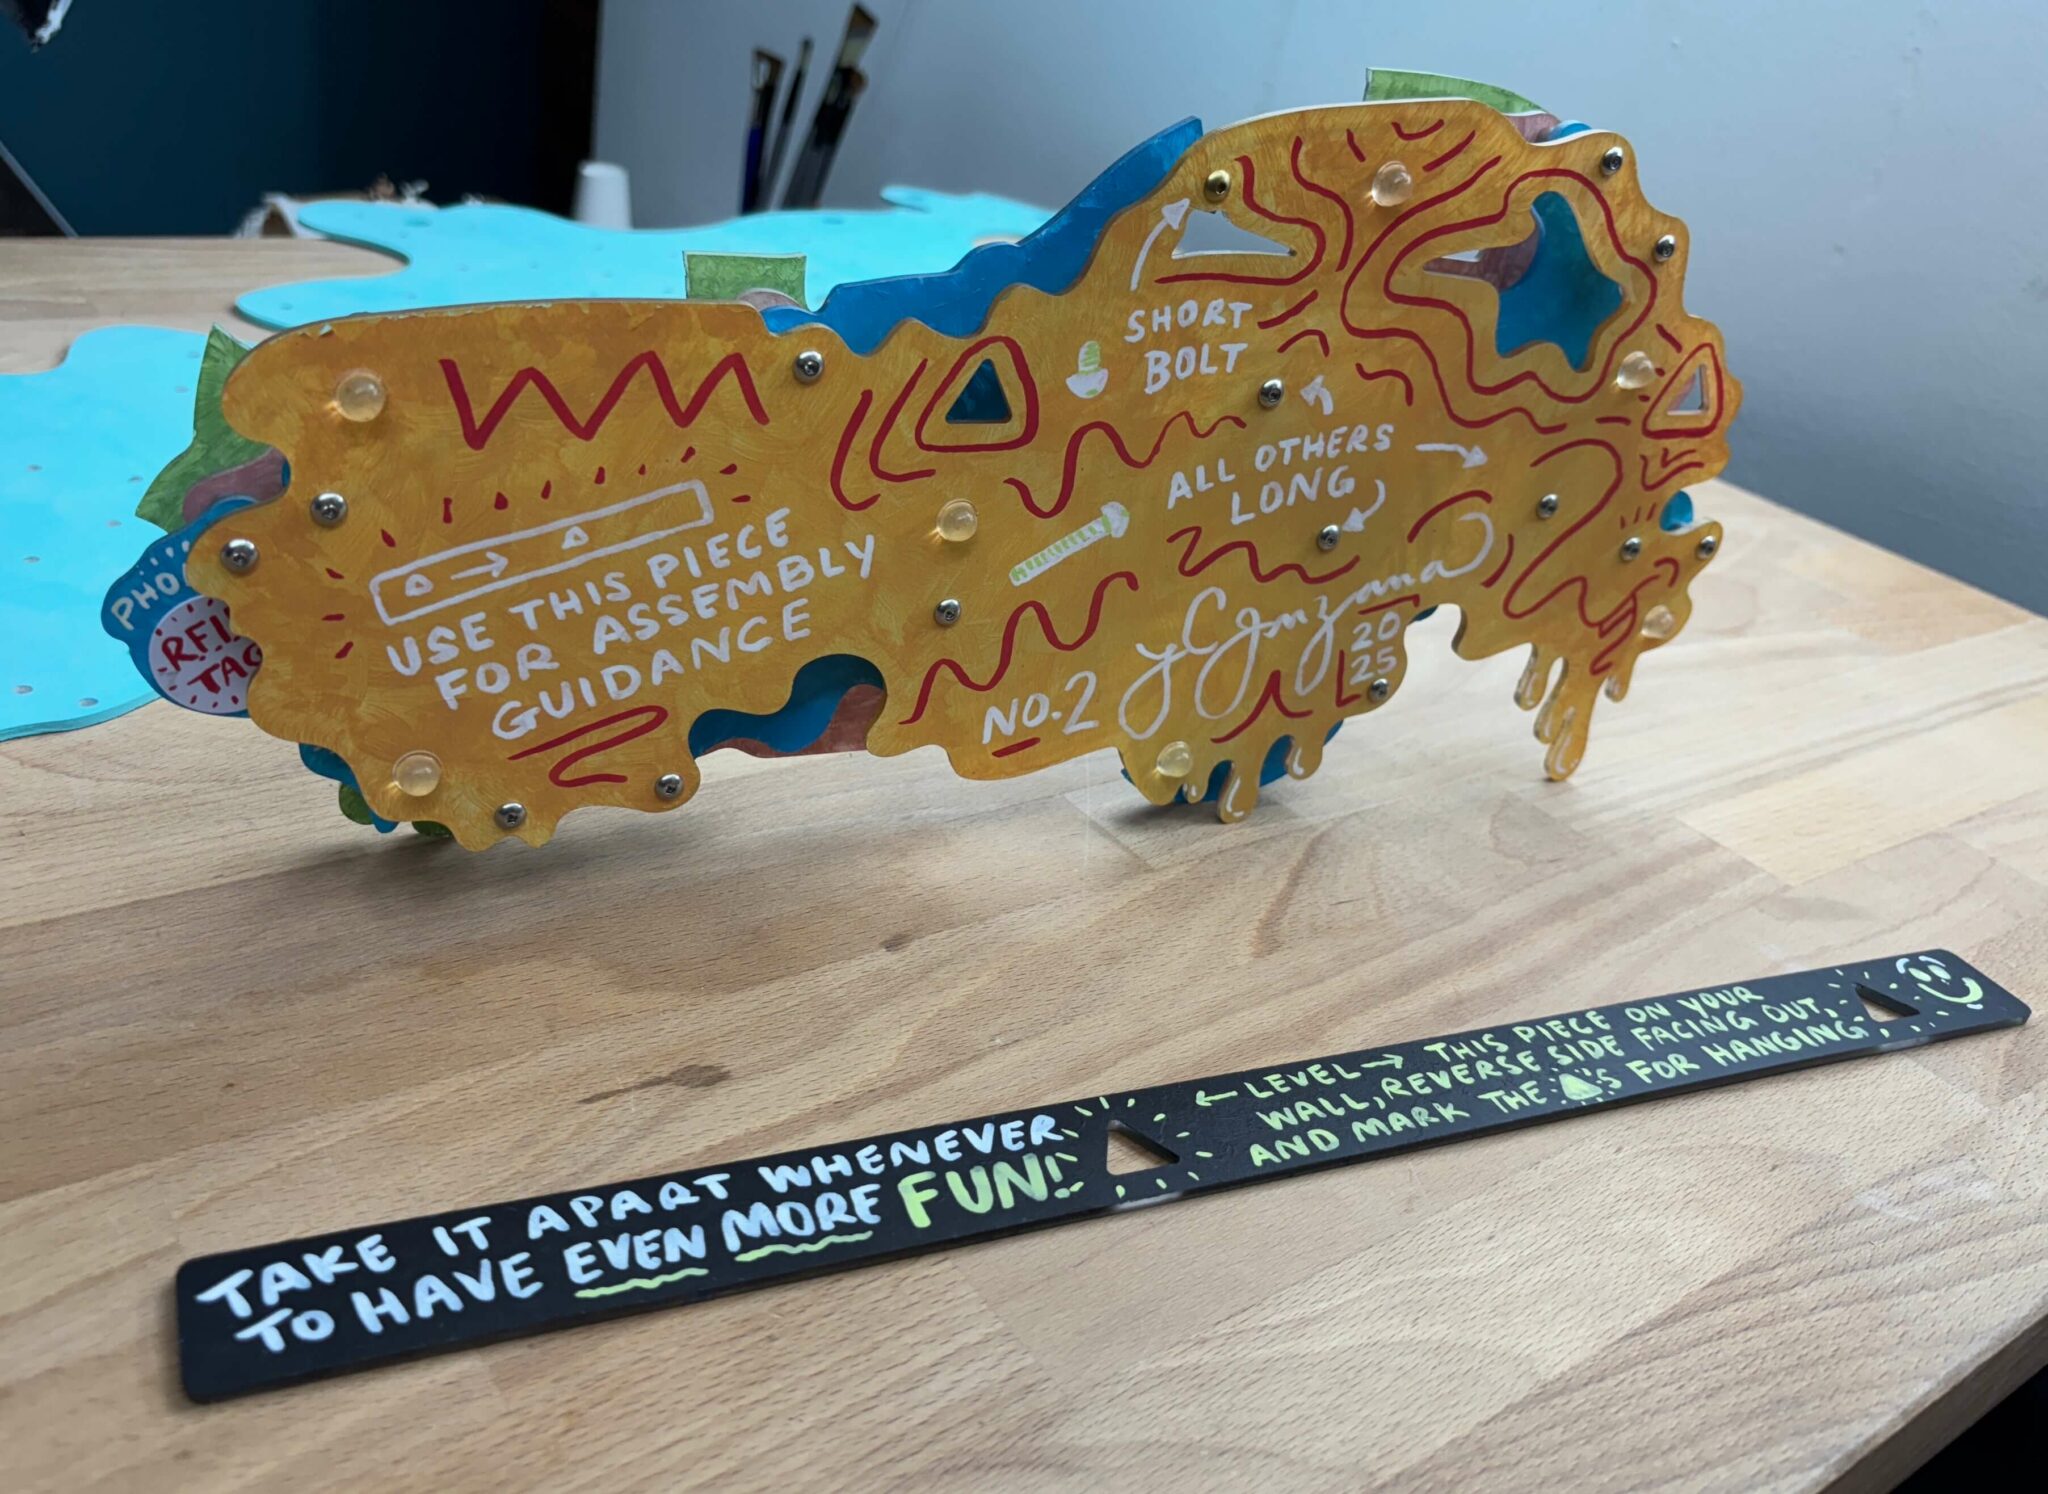 SHORT
BOLT
ALL OTHERS
LONG
USE THIS PIECE
FOR ASSEMBLY
GUIDANCE
RFI
TAG
NO.2
20
25
TAKE IT APART WHENEVER
TO HAVE EVEN MORE FUN!
←LEVEL→ THIS PIECE ON YOUR
WALL, REVERSE SIDE FACING OUT,
AND MARK THE ▲S FOR HANGING